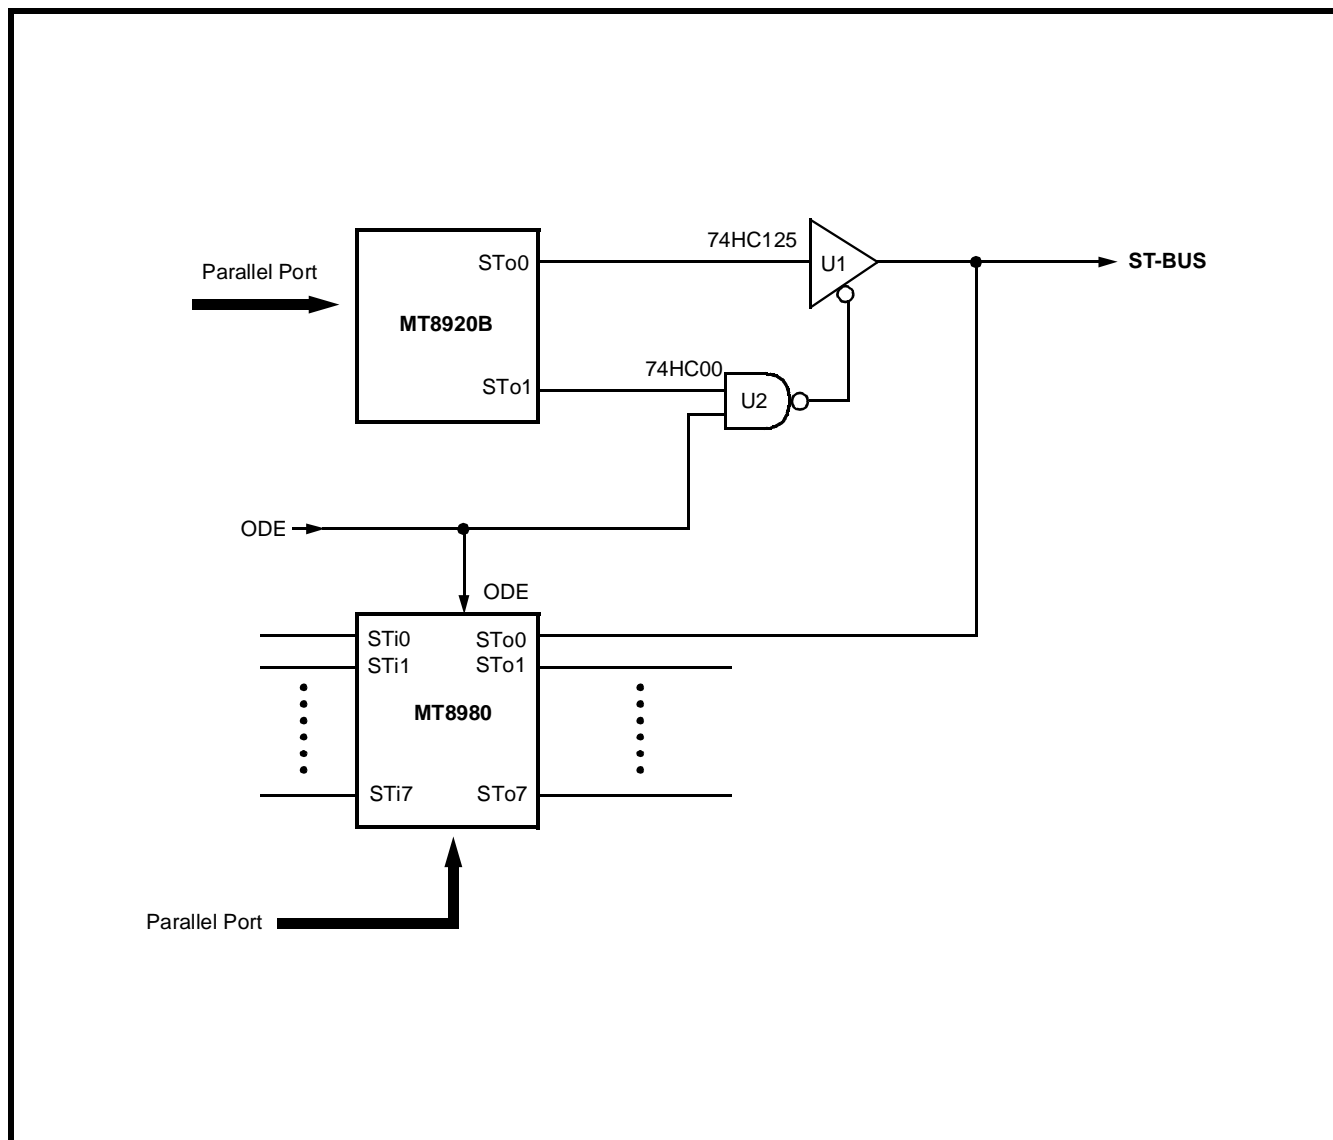 74HC125
U1
ST-BUS
STo0
Parallel Port
MT8920B
74HC00
STo1
U2
ODE
ODE
STi0
STo0
STi1
STo1
MT8980
STi7
STo7
Parallel Port